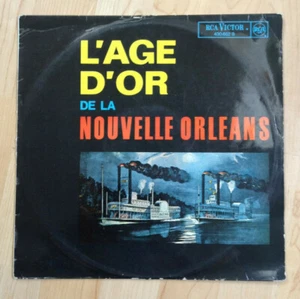 RCA VICTOR
L'AGE
D'OR
DE LA
NOUVELLE ORLEANS